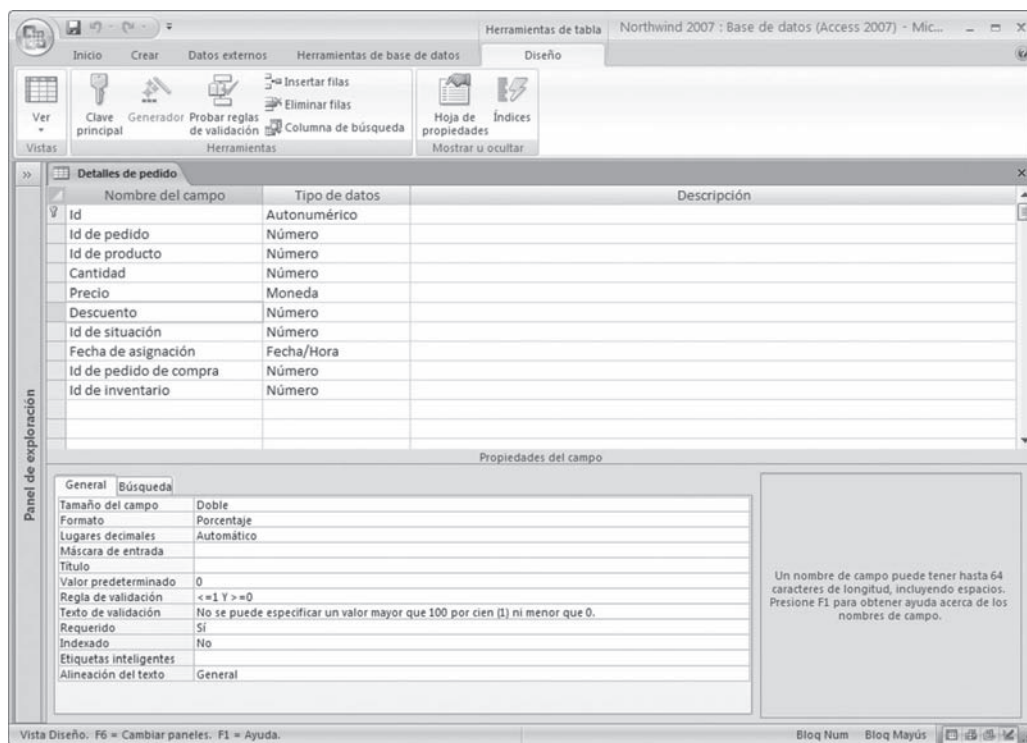 Herramientas de tabla Northwind 2007 : Base de datos (Access 2007) - Mic...
Inicio Crear Datos externos Herramientas de base de datos Diseño
Ver
Clave principal
Generador
Probar reglas de validación
Insertar filas
Eliminar filas
Columna de búsqueda
Hoja de propiedades
Índices
Vistas Herramientas Mostrar u ocultar
Panel de exploración
Detalles de pedido
Nombre del campo Tipo de datos Descripción
Id Autonumérico
Id de pedido Número
Id de producto Número
Cantidad Número
Precio Moneda
Descuento Número
Id de situación Número
Fecha de asignación Fecha/Hora
Id de pedido de compra Número
Id de inventario Número
Propiedades del campo
General Búsqueda
Tamaño del campo Doble
Formato Porcentaje
Lugares decimales Automático
Máscara de entrada
Título
Valor predeterminado 0
Regla de validación <=1 Y >=0
Texto de validación No se puede especificar un valor mayor que 100 por cien (1) ni menor que 0.
Requerido Sí
Indexado No
Etiquetas inteligentes
Alineación del texto General
Un nombre de campo puede tener hasta 64
caracteres de longitud, incluyendo espacios.
Presione F1 para obtener ayuda acerca de los
nombres de campo.
Vista Diseño. F6 = Cambiar paneles. F1 = Ayuda. Bloq Num Bloq Mayús